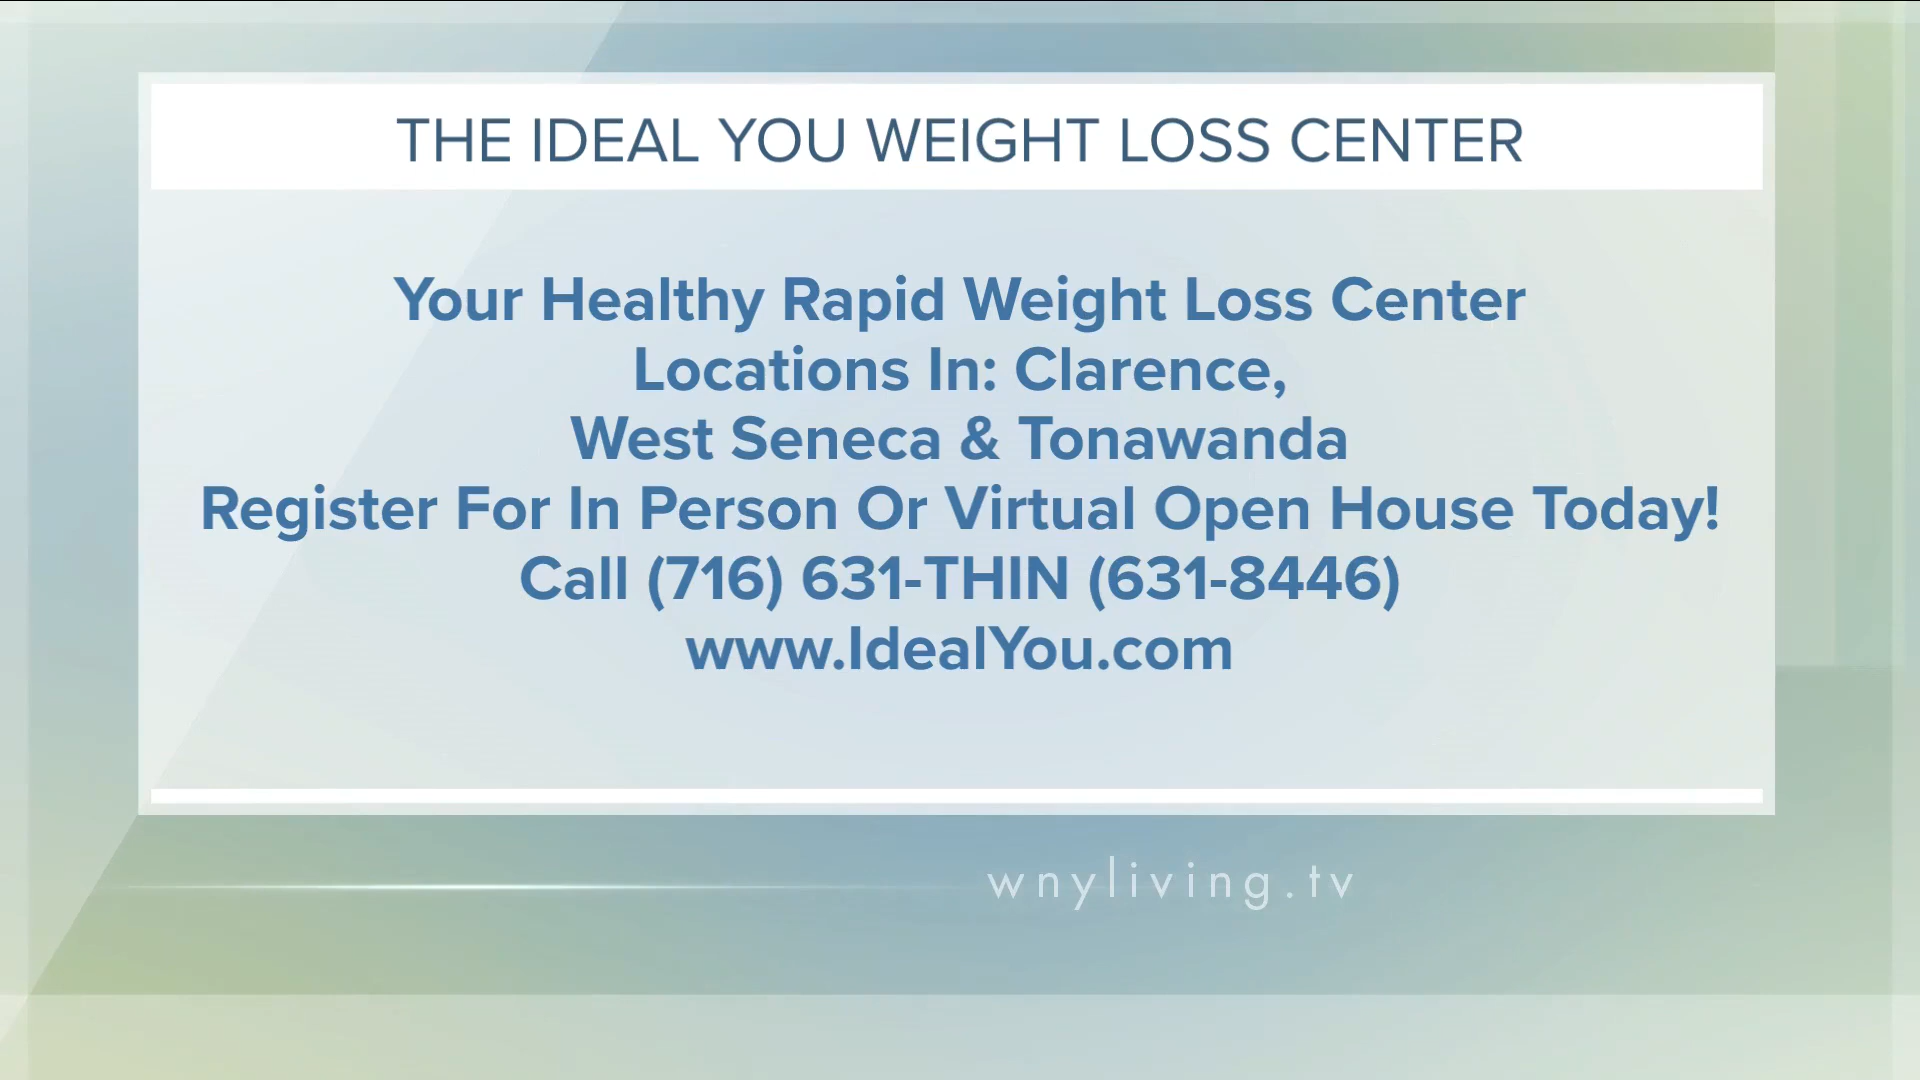 THE IDEAL YOU WEIGHT LOSS CENTER
Your Healthy Rapid Weight Loss Center
Locations In: Clarence,
West Seneca & Tonawanda
Register For In Person Or Virtual Open House Today!
Call (716) 631-THIN (631-8446)
www.IdealYou.com
wnyliving.tv